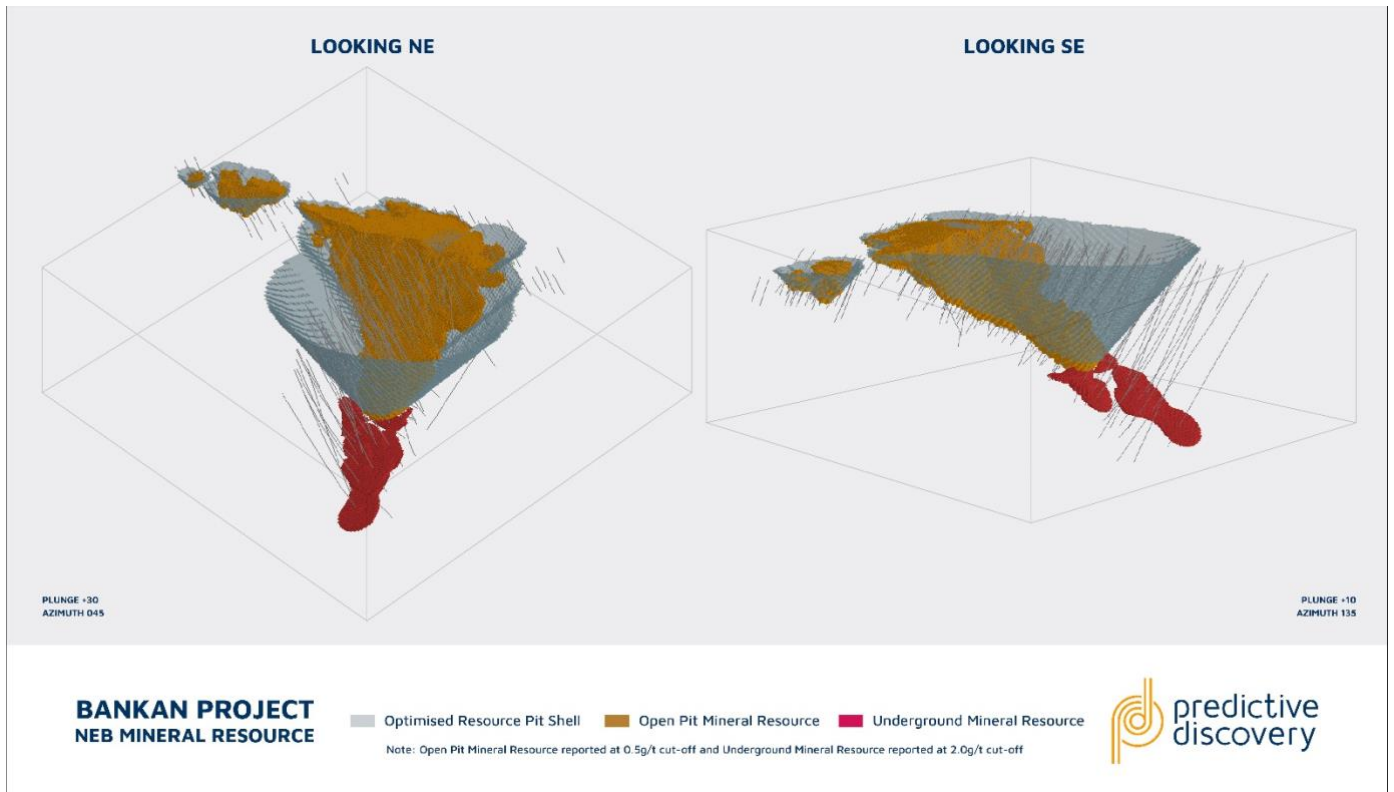 LOOKING NE
LOOKING SE
PLUNGE +30
AZIMUTH 045
PLUNGE +10
AZIMUTH 135
BANKAN PROJECT
NEB MINERAL RESOURCE
Optimised Resource Pit Shell
Open Pit Mineral Resource
Underground Mineral Resource
Note: Open Pit Mineral Resource reported at 0.5g/t cut-off and Underground Mineral Resource reported at 2.0g/t cut-off
predictive
discovery